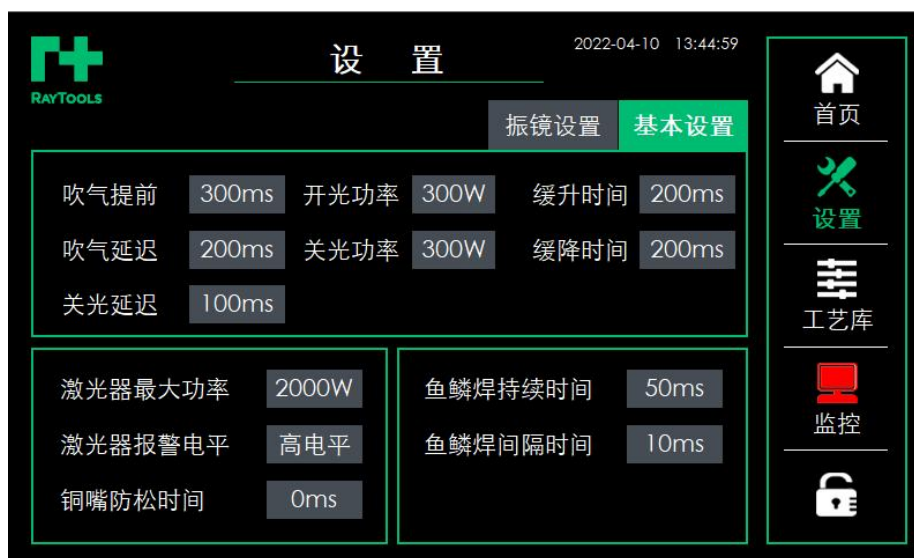 设 置
2022-04-10 13:44:59
RAYTOOLS
振镜设置 基本设置
吹气提前 300ms 开光功率 300W 缓升时间 200ms
吹气延迟 200ms 关光功率 300W 缓降时间 200ms
关光延迟 100ms
激光器最大功率 2000W
激光器报警电平 高电平
铜嘴防松时间 0ms
鱼鳞焊持续时间 50ms
鱼鳞焊间隔时间 10ms
首页
设置
工艺库
监控